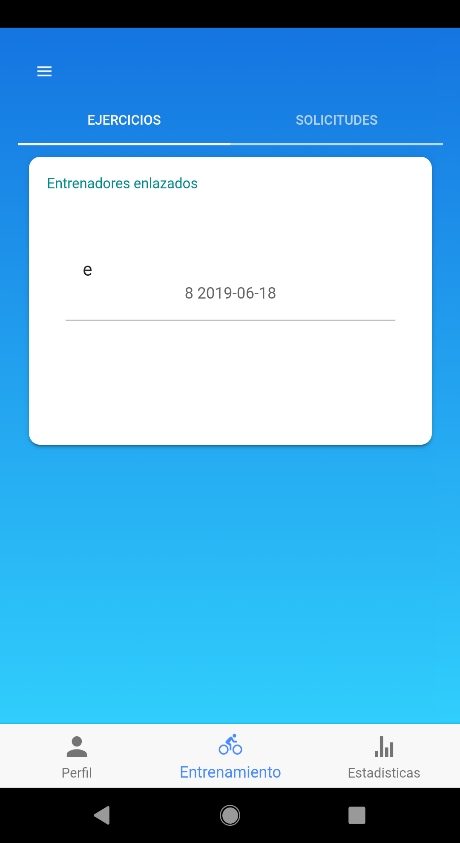 EJERCICIOS SOLICITUDES
Entrenadores enlazados
e
8 2019-06-18
Perfil Entrenamiento Estadisticas